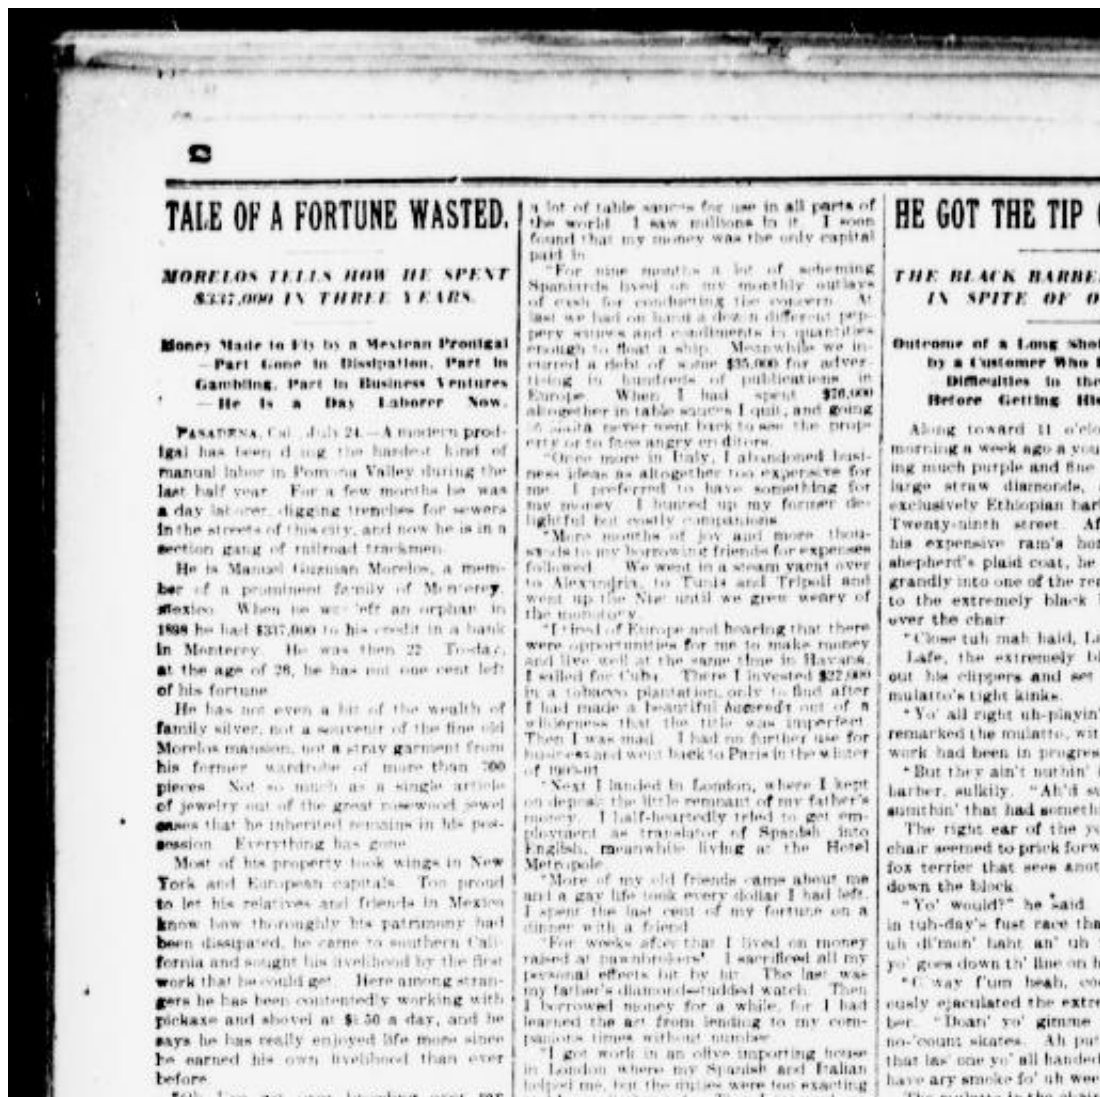 TALE OF A FORTUNE WASTED.
MORELOS TELLS HOW HE SPENT
$337,000 IN THREE YEARS.
Money Made to Fly by a Mexican Prodigal
—Part Gone in Dissipation, Part in
Gambling, Part in Business Ventures
—He Is a Day Laborer Now.
PASADENA, Cal., July 24.—A modern prod-
igal has been d ing the hardest kind of
manual labor in Pomona Valley during the
last half year. For a few months he was
a day laborer, digging trenches for sewers
in the streets of this city, and now he is in a
section gang of railroad trackmen.
He is Manuel Guzman Morelos, a mem-
ber of a prominent family of Monterey,
Mexico. When he was left an orphan in
1898 he had $337,000 to his credit in a bank
in Monterey. He was then 22. To-day,
at the age of 26, he has not one cent left
of his fortune.
He has not even a bit of the wealth of
family silver, not a souvenir of the fine old
Morelos mansion, not a stray garment from
his former wardrobe of more than 700
pieces. Not so much as a single article
of jewelry out of the great rosewood jewel
cases that he inherited remains in his pos-
session. Everything has gone.
Most of his property took wings in New
York and European capitals. Too proud
to let his relatives and friends in Mexico
know how thoroughly his patrimony had
been dissipated, he came to southern Cali-
fornia and sought his livelihood by the first
work that he could get. Here among stran-
gers he has been contentedly working with
pickaxe and shovel at $1.50 a day, and he
says he has really enjoyed life more since
he earned his own livelihood than ever
before.
a lot of table sauces for use in all parts of
the world. I saw millions in it. I soon
found that my money was the only capital
paid in.
"For nine months a lot of scheming
Spaniards lived on my monthly outlays
of cash for conducting the concern. At
last we had on hand a dozen different pep-
pery sauces and condiments in quantities
enough to float a ship. Meanwhile we in-
curred a debt of some $35,000 for adver-
tising in hundreds of publications in
Europe. When I had spent $76,000
altogether in table sauces I quit, and going
never went back to see the prop-
erty or to face angry creditors.
"Once more in Italy, I abandoned busi-
ness ideas as altogether too expensive for
me. I preferred to have something for
my money. I hunted up my former de-
lightful but costly companions.
"More months of joy and more thou-
sands to my borrowing friends for expenses
followed. We went in a steam yacht over
to Alexandria, to Tunis and Tripoli and
went up the Nile until we grew weary of
the monotony.
"I tired of Europe and hearing that there
were opportunities for me to make money
and live well at the same time in Havana,
I sailed for Cuba. There I invested $22,000
in a tobacco plantation, only to find after
I had made a beautiful out of a
wilderness that the title was imperfect.
Then I was mad. I had no further use for
business and went back to Paris in the winter
of
"Next I landed in London, where I kept
on deposit the little remnant of my father's
money. I half-heartedly tried to get em-
ployment as translator of Spanish into
English, meanwhile living at the Hotel
Metropole.
"More of my old friends came about me
and a gay life took every dollar I had left.
I spent the last cent of my fortune on a
dinner with a friend.
"For weeks after that I lived on money
raised at pawnbrokers'. I sacrificed all my
personal effects bit by bit. The last was
my father's diamond-studded watch. Then
I borrowed money for a while, for I had
learned the art from lending to my com-
panions times without number.
"I got work in an olive importing house
in London where my Spanish and Italian
helped me, but the duties were too exacting
HE GOT THE TIP
THE BLACK BARBE
IN SPITE OF O
Outcome of a Long Shot
by a Customer Who
Difficulties in the
Before Getting His
Along toward 11 o'clo
morning a week ago a you
ing much purple and fine
large straw diamonds,
exclusively Ethiopian bar
Twenty-ninth street. Af
his expensive ram's hor
shepherd's plaid coat, he
grandly into one of the re
to the extremely black
over the chair.
"Close tuh mah haid, La
Lafe, the extremely bl
out his clippers and set
mulatto's tight kinks.
"Yo' all right uh-playin'
remarked the mulatto, wit
work had been in progres
"But they ain't nuthin'
barber, sulkily. "Ah'd s
sumthin' that had somethi
The right ear of the yo
chair seemed to prick forw
fox terrier that sees anot
down the block.
"Yo' would?" he said.
in tuh-day's fust race tha
uh di'mun' haht an' uh
yo' goes down th' line on h
way f'um heah, coo
ously ejaculated the extre
ber. "Doan' yo' gimme
no-'count skates. Ah put
that las' one yo' all handed
have ary smoke fo' uh wee